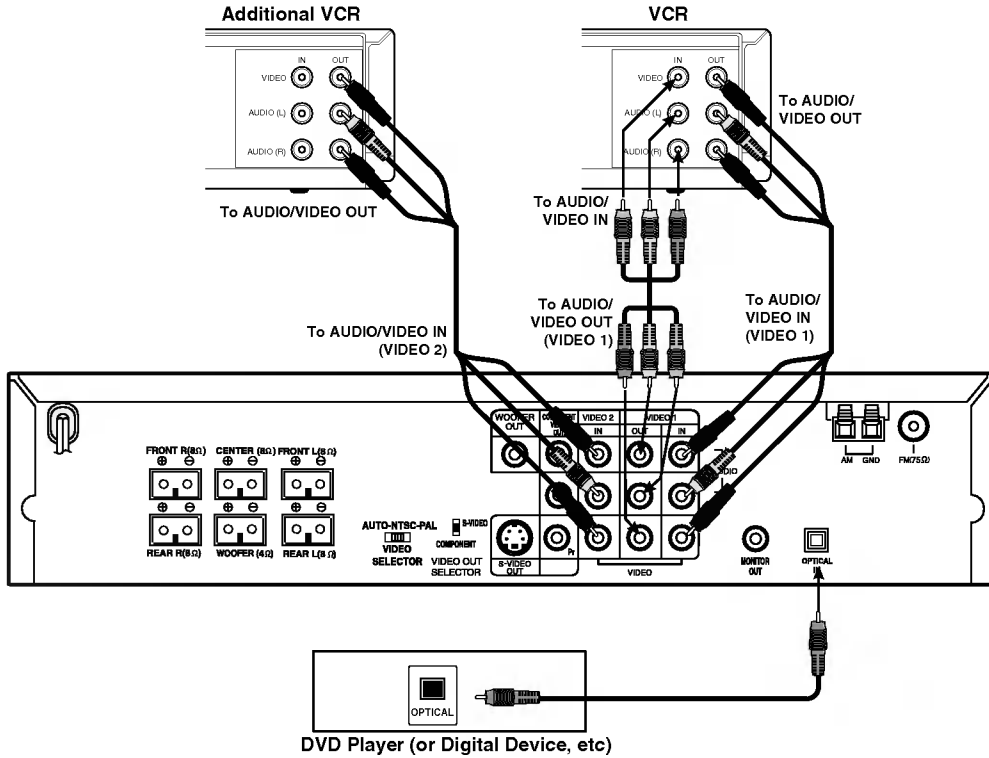 Additional VCR
VCR
IN OUT
VIDEO
AUDIO (L)
AUDIO (R)
IN OUT
VIDEO
AUDIO (L)
AUDIO (R)
To AUDIO/
VIDEO OUT
To AUDIO/VIDEO OUT
To AUDIO/
VIDEO IN
To AUDIO/VIDEO IN
(VIDEO 2)
To AUDIO/
VIDEO OUT
(VIDEO 1)
To AUDIO/
VIDEO IN
(VIDEO 1)
WOOFER
OUT
VIDEO 2
IN
VIDEO 1
OUT IN
FRONT R(8Ω) CENTER (8Ω) FRONT L(8Ω)
⊕ ⊖ ⊕ ⊖ ⊕ ⊖
⊕ ⊖ ⊕ ⊖ ⊕ ⊖
REAR R(8Ω) WOOFER (4Ω) REAR L(8Ω)
AUTO-NTSC-PAL
VIDEO
SELECTOR
S-VIDEO
COMPONENT
VIDEO OUT
SELECTOR
S-VIDEO
OUT
Pr
VIDEO
MONITOR
OUT
OPTICAL
IN
AM GND
FM(75Ω)
OPTICAL
DVD Player (or Digital Device, etc)